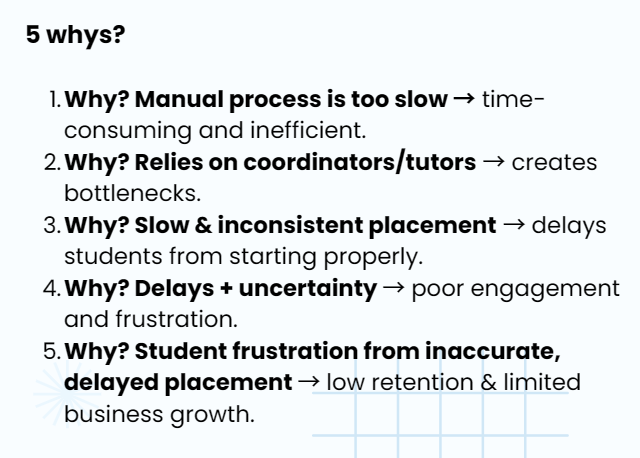 5 whys?
1. Why? Manual process is too slow → time-
consuming and inefficient.
2. Why? Relies on coordinators/tutors → creates
bottlenecks.
3. Why? Slow & inconsistent placement → delays
students from starting properly.
4. Why? Delays + uncertainty → poor engagement
and frustration.
5. Why? Student frustration from inaccurate,
delayed placement → low retention & limited
business growth.